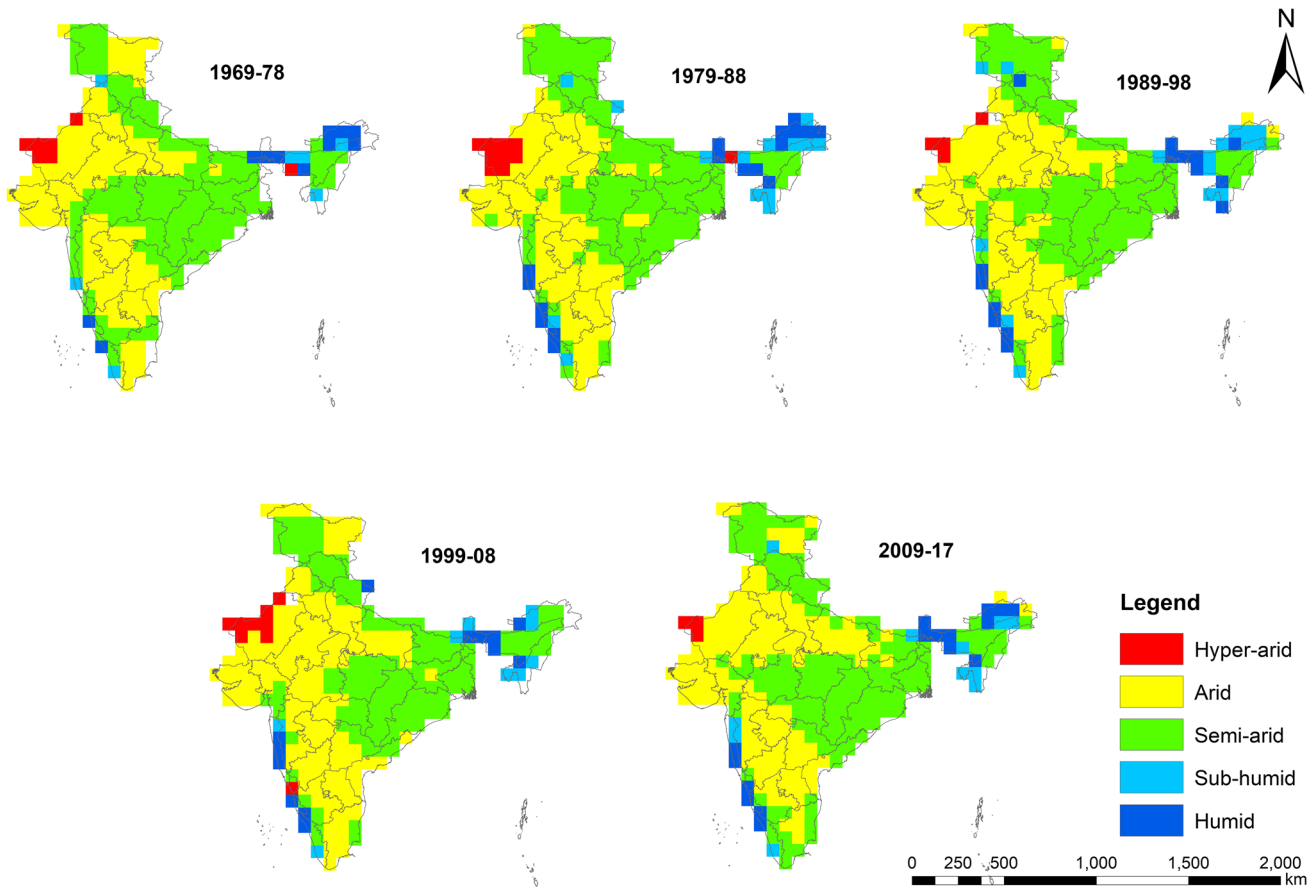 N
1969-78
1979-88
1989-98
1999-08
2009-17
Legend
Hyper-arid
Arid
Semi-arid
Sub-humid
Humid
0 250 500 1,000 1,500 2,000
km